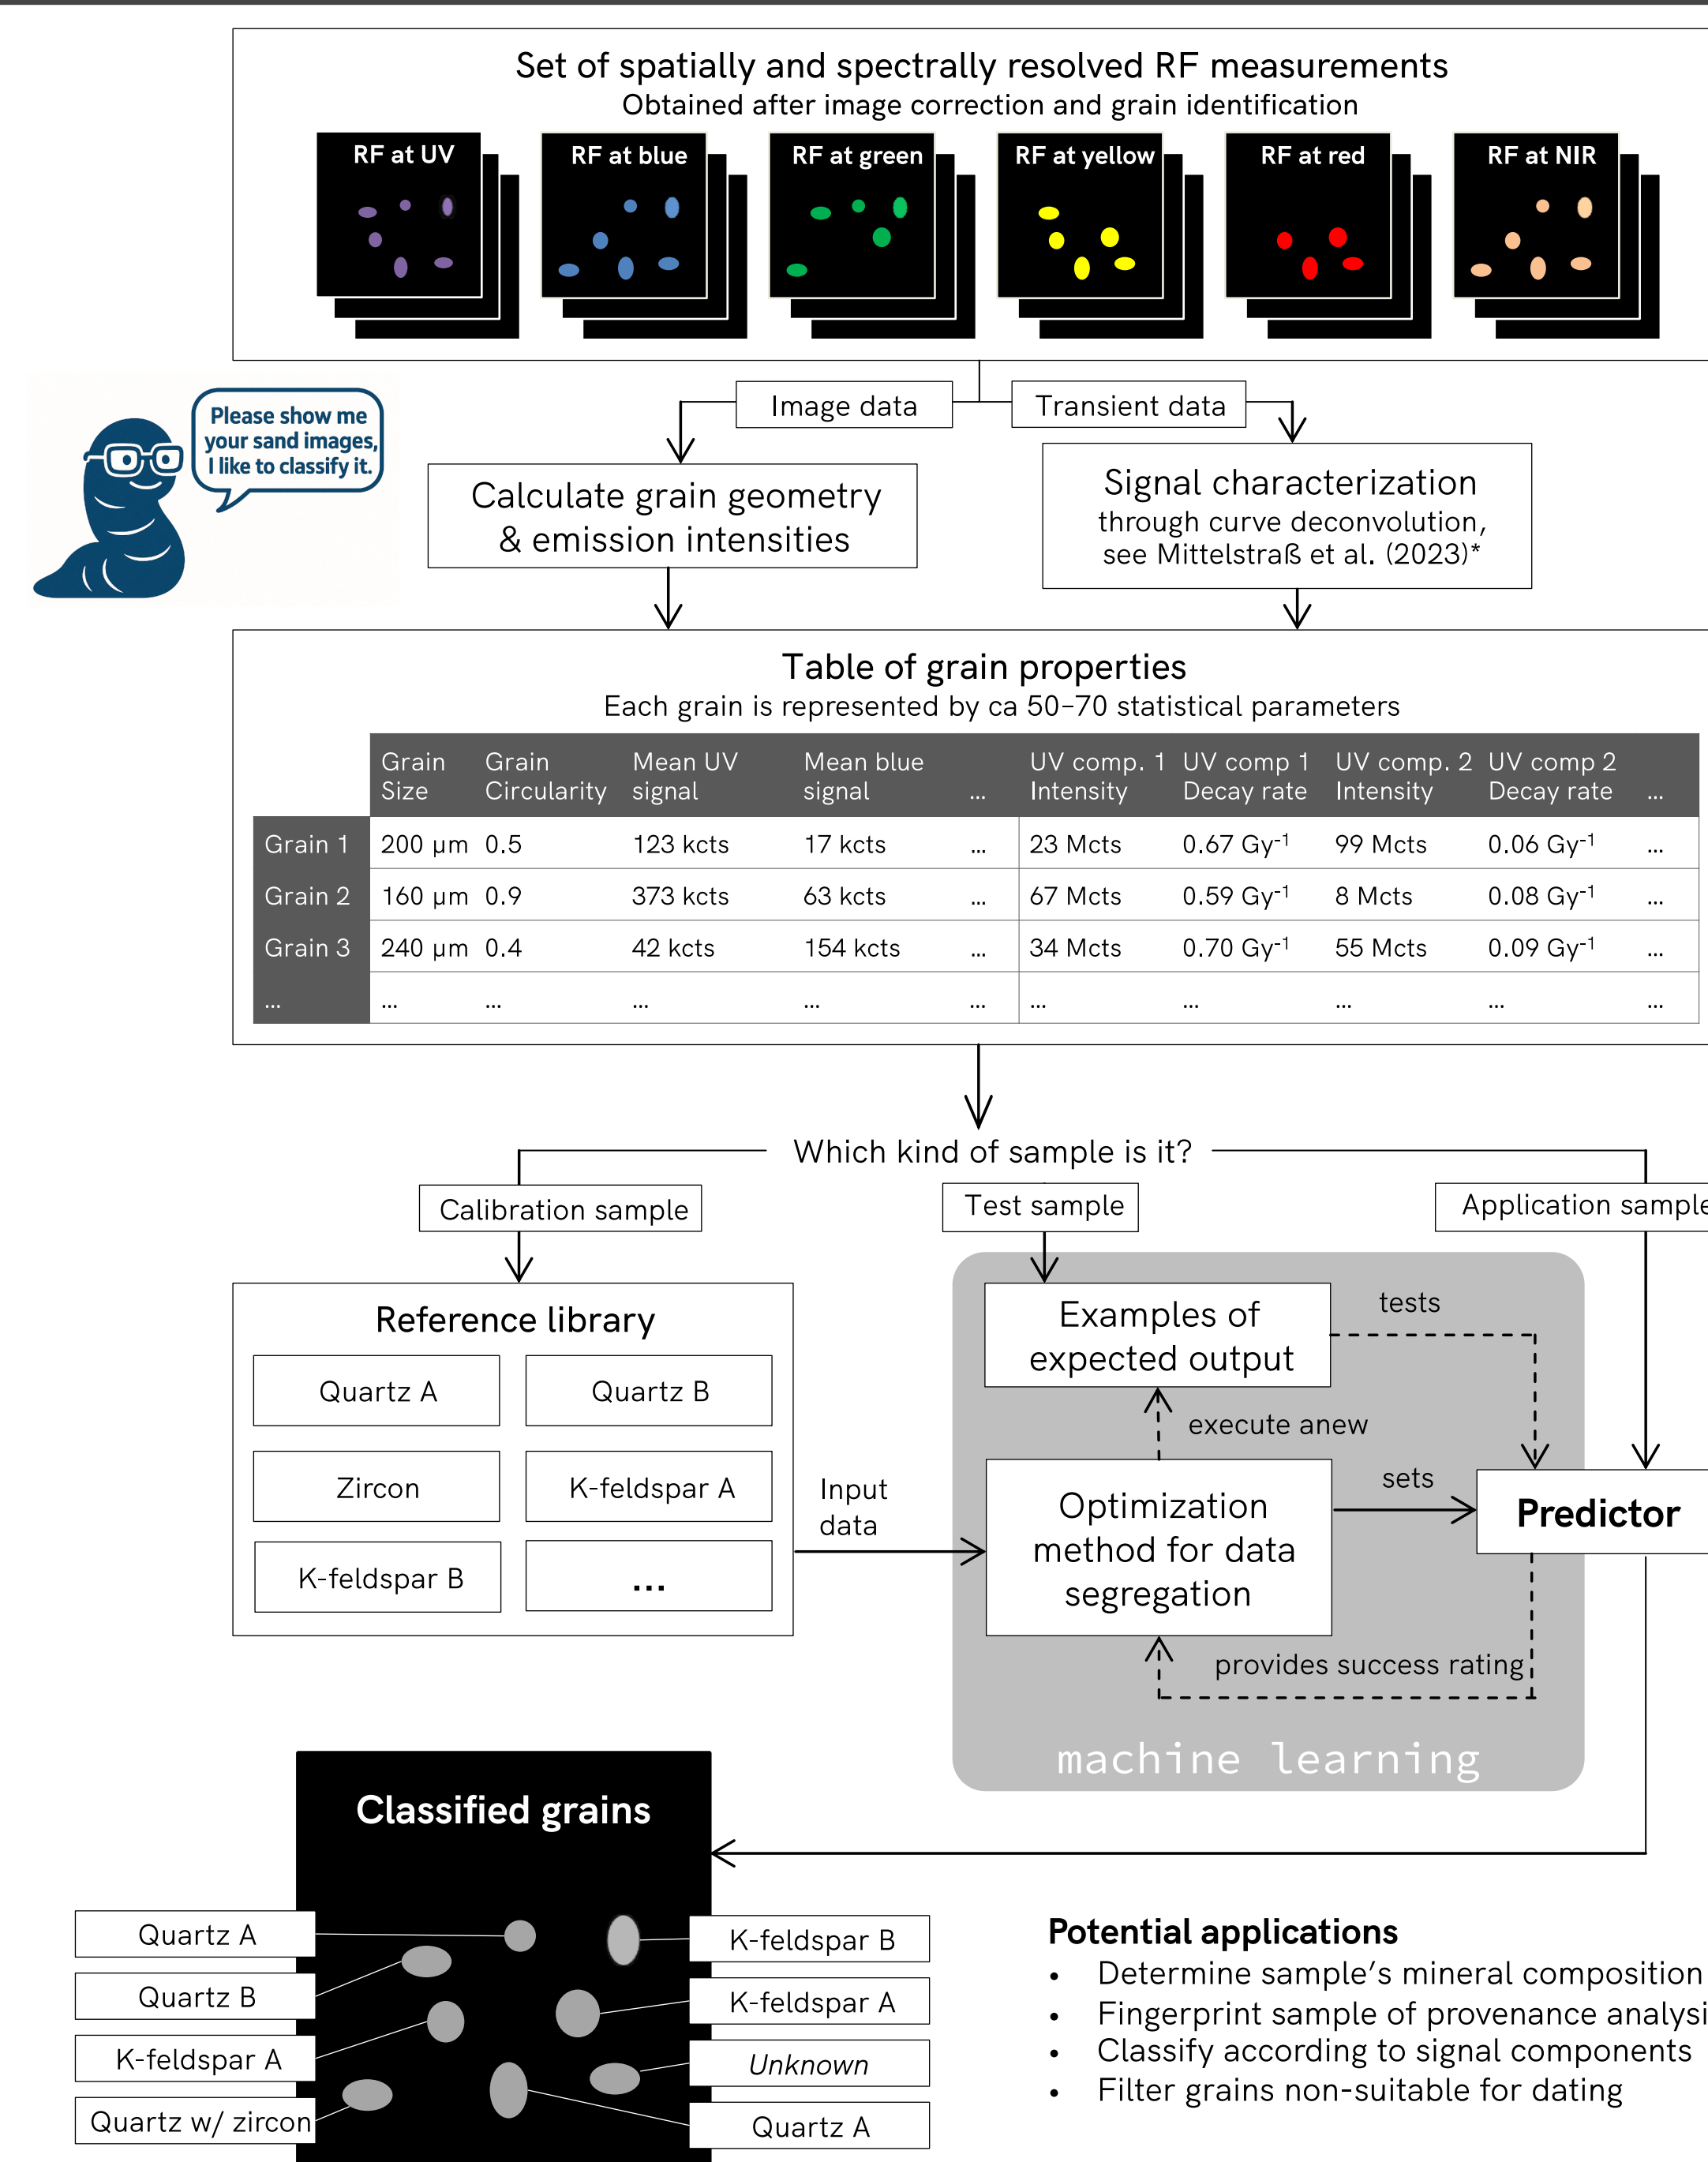 Set of spatially and spectrally resolved RF measurements
Obtained after image correction and grain identification
RF at UV
RF at blue
RF at green
RF at yellow
RF at red
RF at NIR
Image data
Transient data
Please show me
your sand images,
I like to classify it.
Calculate grain geometry
& emission intensities
Signal characterization
through curve deconvolution,
see Mittelstraß et al. (2023)*
Table of grain properties
Each grain is represented by ca 50–70 statistical parameters
Grain Size | Grain Circularity | Mean UV signal | Mean blue signal | ... | UV comp. 1 Intensity | UV comp 1 Decay rate | UV comp. 2 Intensity | UV comp 2 Decay rate | ...
Grain 1 | 200 µm | 0.5 | 123 kcts | 17 kcts | ... | 23 Mcts | 0.67 Gy⁻¹ | 99 Mcts | 0.06 Gy⁻¹ | ...
Grain 2 | 160 µm | 0.9 | 373 kcts | 63 kcts | ... | 67 Mcts | 0.59 Gy⁻¹ | 8 Mcts | 0.08 Gy⁻¹ | ...
Grain 3 | 240 µm | 0.4 | 42 kcts | 154 kcts | ... | 34 Mcts | 0.70 Gy⁻¹ | 55 Mcts | 0.09 Gy⁻¹ | ...
... | ... | ... | ... | ... | ... | ... | ... | ... | ... | ...
Which kind of sample is it?
Calibration sample
Test sample
Application sample
Reference library
Quartz A
Quartz B
Zircon
K-feldspar A
K-feldspar B
...
Input
data
Examples of
expected output
tests
execute anew
Optimization
method for data
segregation
sets
Predictor
provides success rating
machine learning
Classified grains
Quartz A
Quartz B
K-feldspar A
Quartz w/ zircon
K-feldspar B
K-feldspar A
Unknown
Quartz A
Potential applications
• Determine sample’s mineral composition
• Fingerprint sample of provenance analysi
• Classify according to signal components
• Filter grains non-suitable for dating